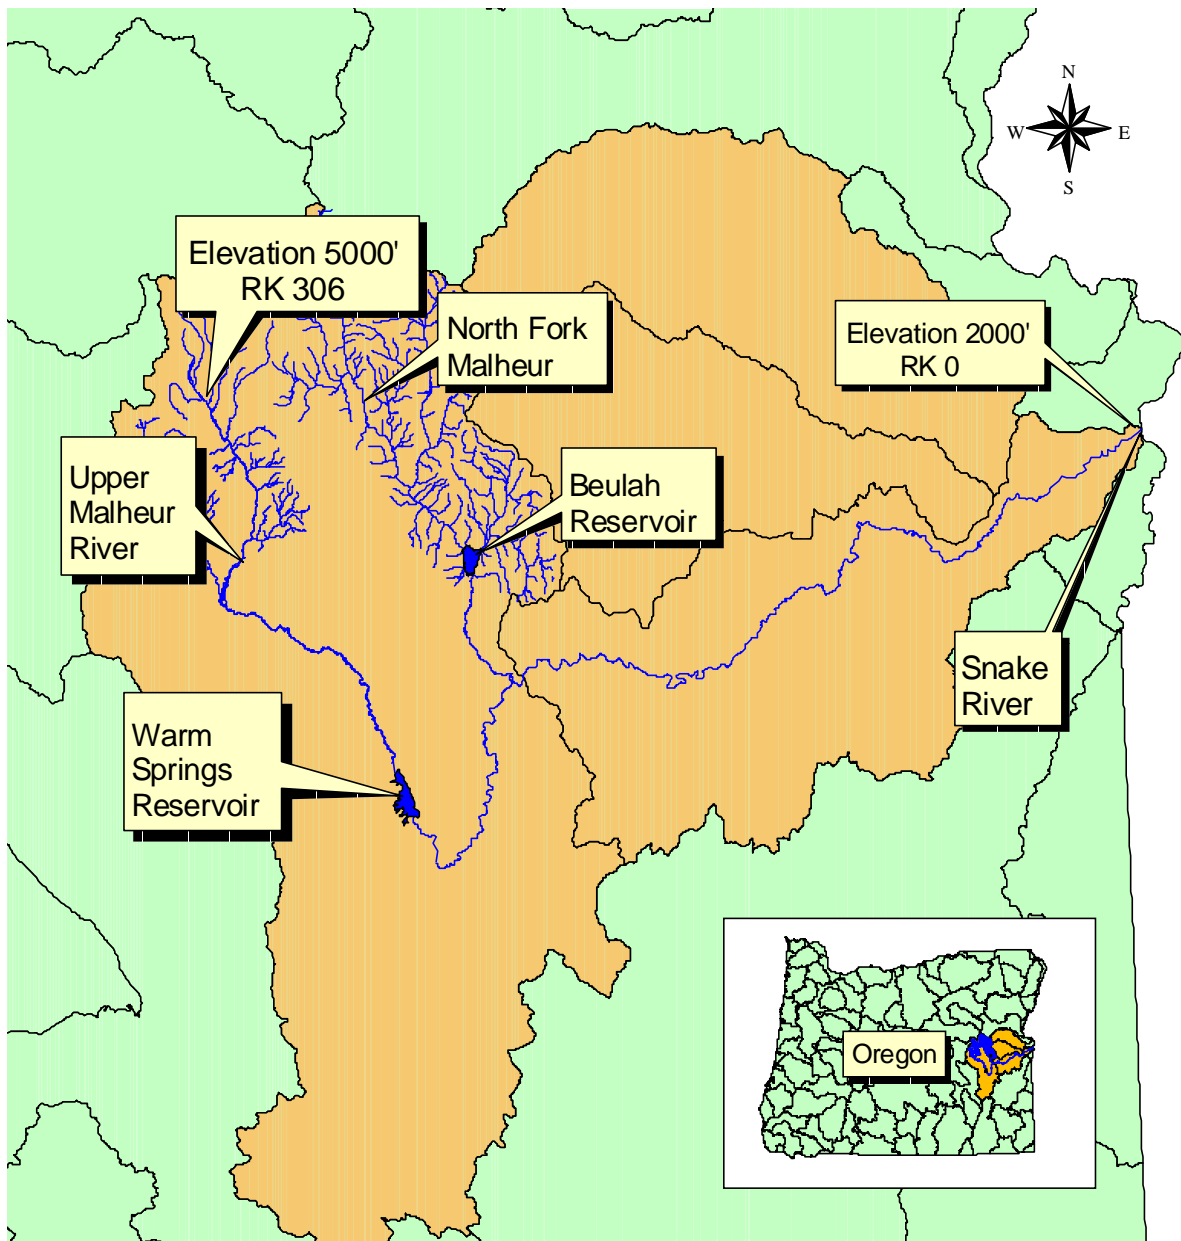 N
W
E
S
Elevation 5000'
RK 306
North Fork
Malheur
Elevation 2000'
RK 0
Upper
Malheur
River
Beulah
Reservoir
Snake
River
Warm
Springs
Reservoir
Oregon